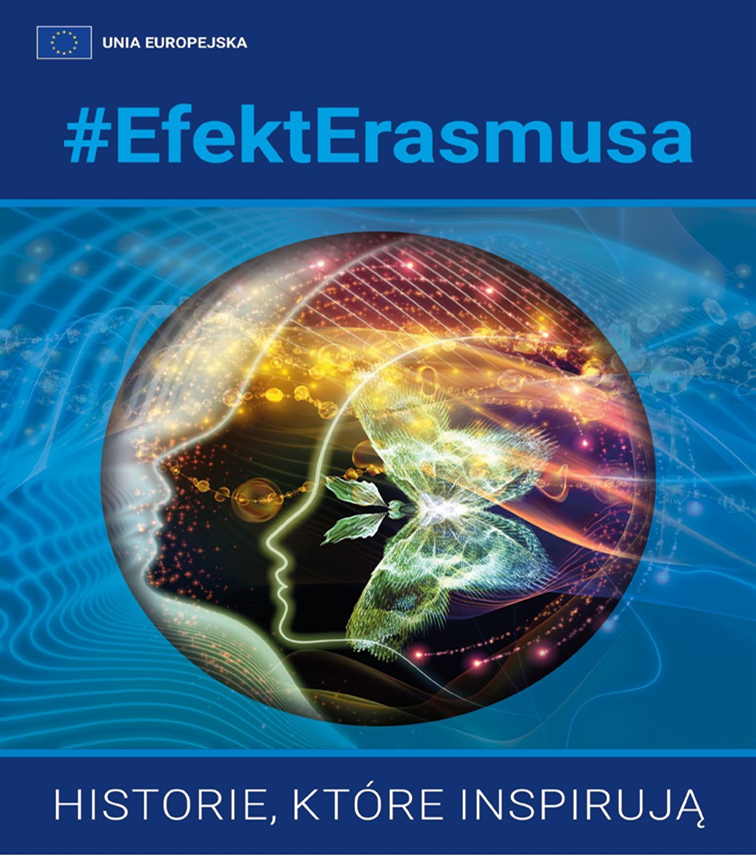 UNIA EUROPEJSKA
#EfektErasmusa
HISTORIE, KTÓRE INSPIRUJĄ